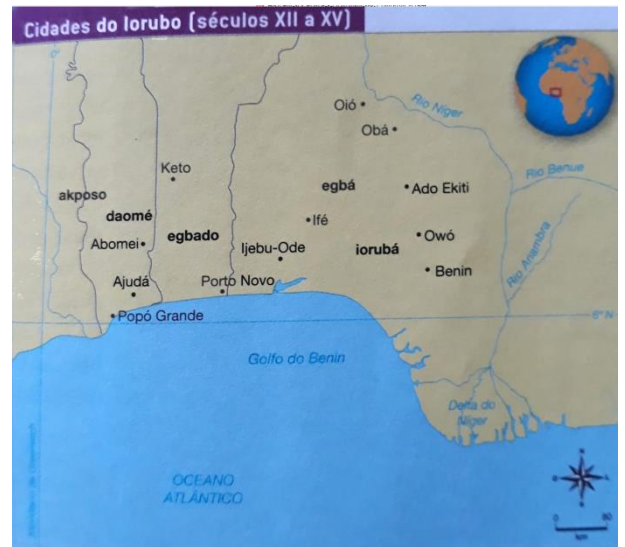 Cidades do Iorubo (séculos XII a XV)
0°
Oió
Rio Níger
Obá
Rio Benue
Keto
akposo
egbá
Ado Ekiti
daomé
Ifé
egbado
Owó
Abomei
Ijebu-Ode
iorubá
Rio Anambra
Benin
Ajudá
Porto Novo
Popó Grande
Golfo do Benin
Delta do
Níger
OCEANO
ATLÂNTICO
0 80
km